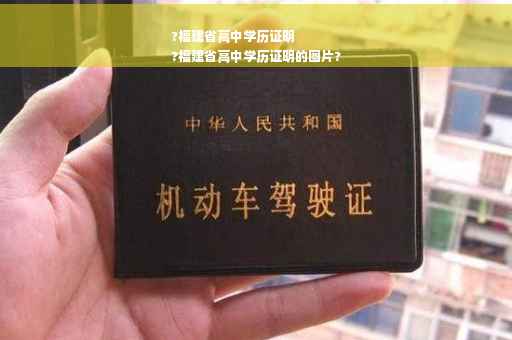 ?福建省高中学历证明
?福建省高中学历证明的图片?
中华人民共和国
机动车驾驶证